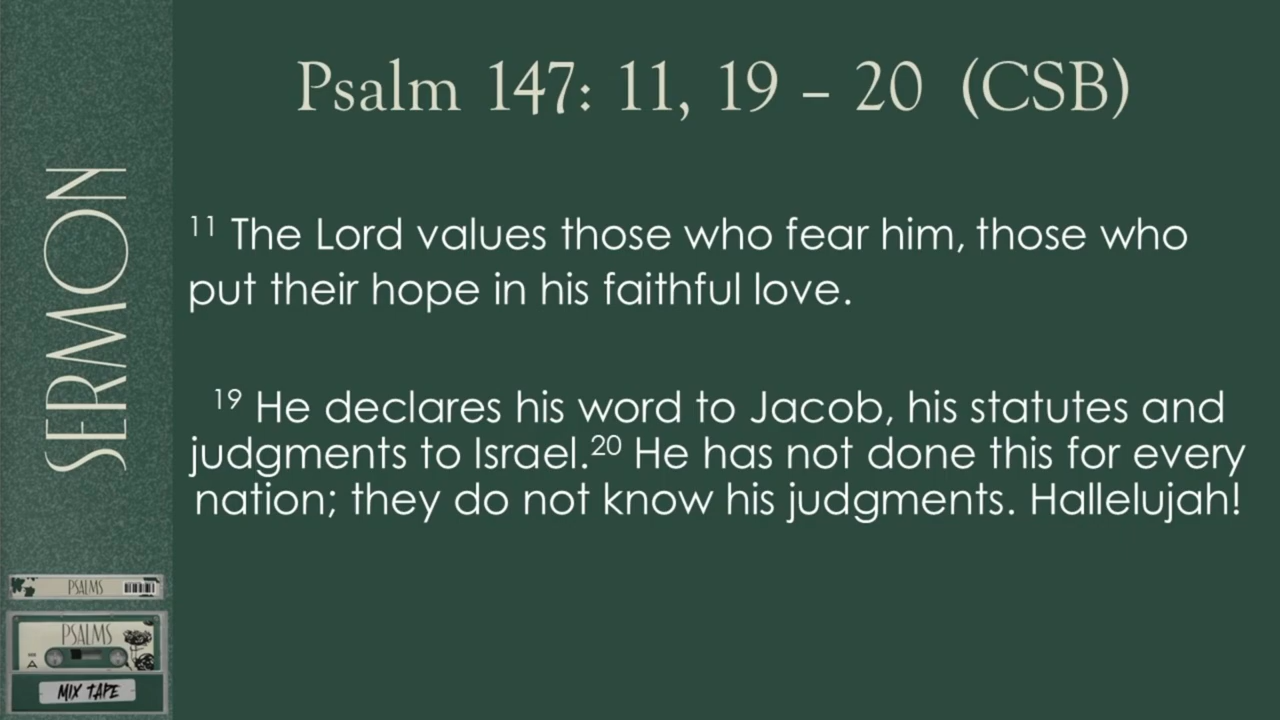 Psalm 147: 11, 19 – 20 (CSB)
SERMON
11 The Lord values those who fear him, those who
put their hope in his faithful love.
19 He declares his word to Jacob, his statutes and
judgments to Israel.20 He has not done this for every
nation; they do not know his judgments. Hallelujah!
PSALMS
PSALMS
A
MIX TAPE